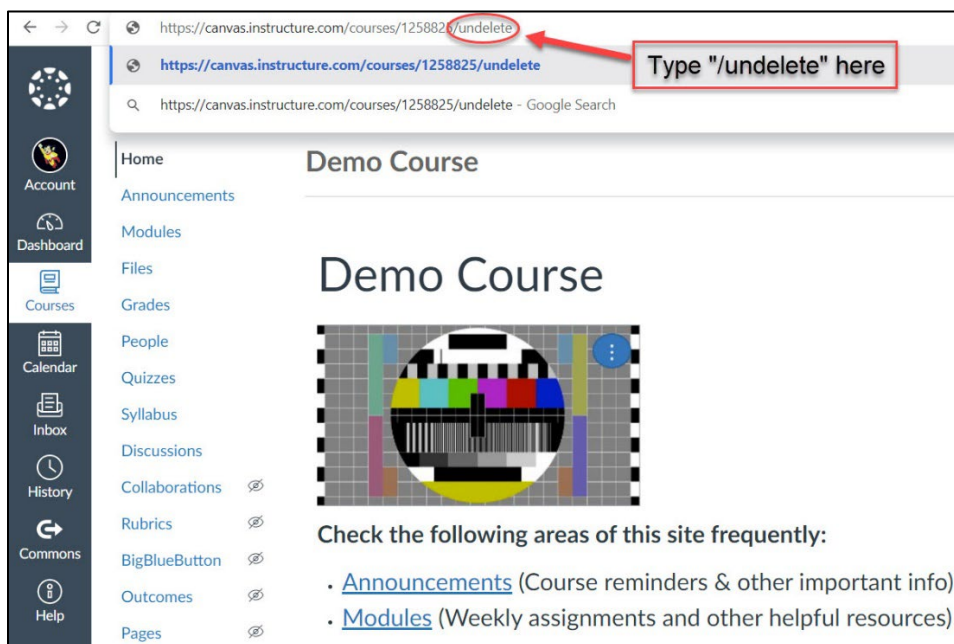 https://canvas.instructure.com/courses/1258825/undelete
https://canvas.instructure.com/courses/1258825/undelete
https://canvas.instructure.com/courses/1258825/undelete - Google Search
Type "/undelete" here
Account
Dashboard
Courses
Calendar
Inbox
History
Commons
Help
Home
Announcements
Modules
Files
Grades
People
Quizzes
Syllabus
Discussions
Collaborations
Rubrics
BigBlueButton
Outcomes
Pages
Demo Course
Demo Course
Check the following areas of this site frequently:
• Announcements (Course reminders & other important info)
• Modules (Weekly assignments and other helpful resources)